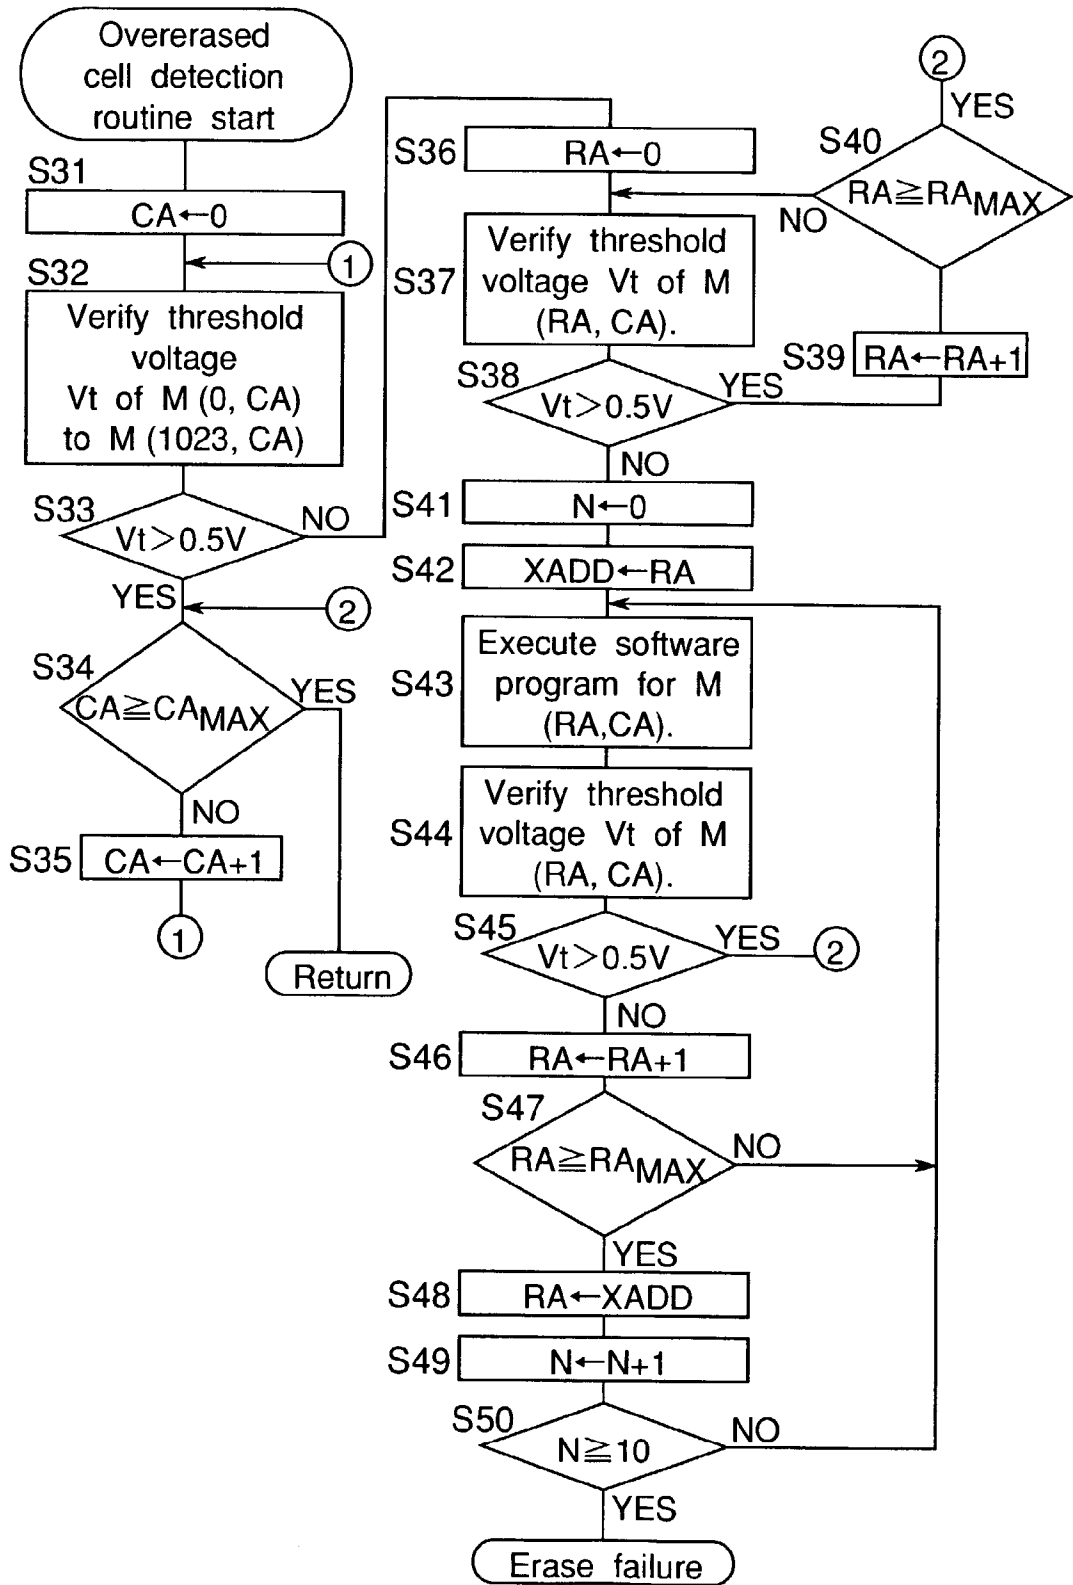 Overerased
cell detection
routine start
S31
CA←0
1
S32
Verify threshold
voltage
Vt of M (0, CA)
to M (1023, CA)
S33
Vt>0.5V
NO
YES
2
S34
CA≧CAMAX
YES
NO
S35
CA←CA+1
1
Return
S36
RA←0
S37
Verify threshold
voltage Vt of M
(RA, CA).
S38
Vt>0.5V
YES
NO
S39
RA←RA+1
S40
RA≧RAMAX
NO
YES
2
S41
N←0
S42
XADD←RA
S43
Execute software
program for M
(RA,CA).
S44
Verify threshold
voltage Vt of M
(RA, CA).
S45
Vt>0.5V
YES
2
NO
S46
RA←RA+1
S47
RA≧RAMAX
NO
YES
S48
RA←XADD
S49
N←N+1
S50
N≧10
NO
YES
Erase failure